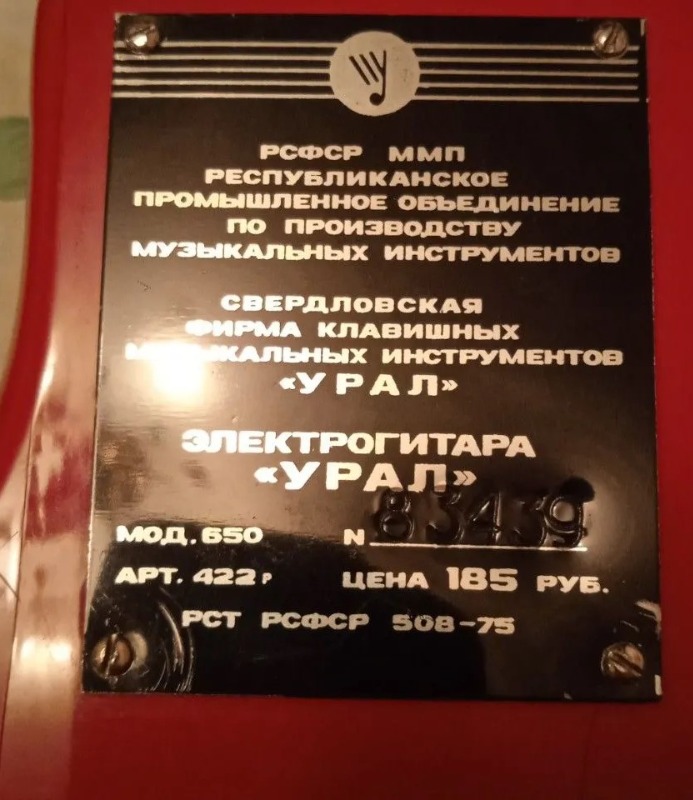 РСФСР ММП
РЕСПУБЛИКАНСКОЕ
ПРОМЫШЛЕННОЕ ОБЪЕДИНЕНИЕ
ПО ПРОИЗВОДСТВУ
МУЗЫКАЛЬНЫХ ИНСТРУМЕНТОВ
СВЕРДЛОВСКАЯ
ФИРМА КЛАВИШНЫХ
МУЗЫКАЛЬНЫХ ИНСТРУМЕНТОВ
«УРАЛ»
ЭЛЕКТРОГИТАРА
«УРАЛ»
МОД. 650 N 83439
АРТ. 422р ЦЕНА 185 РУБ.
РСТ РСФСР 508-75